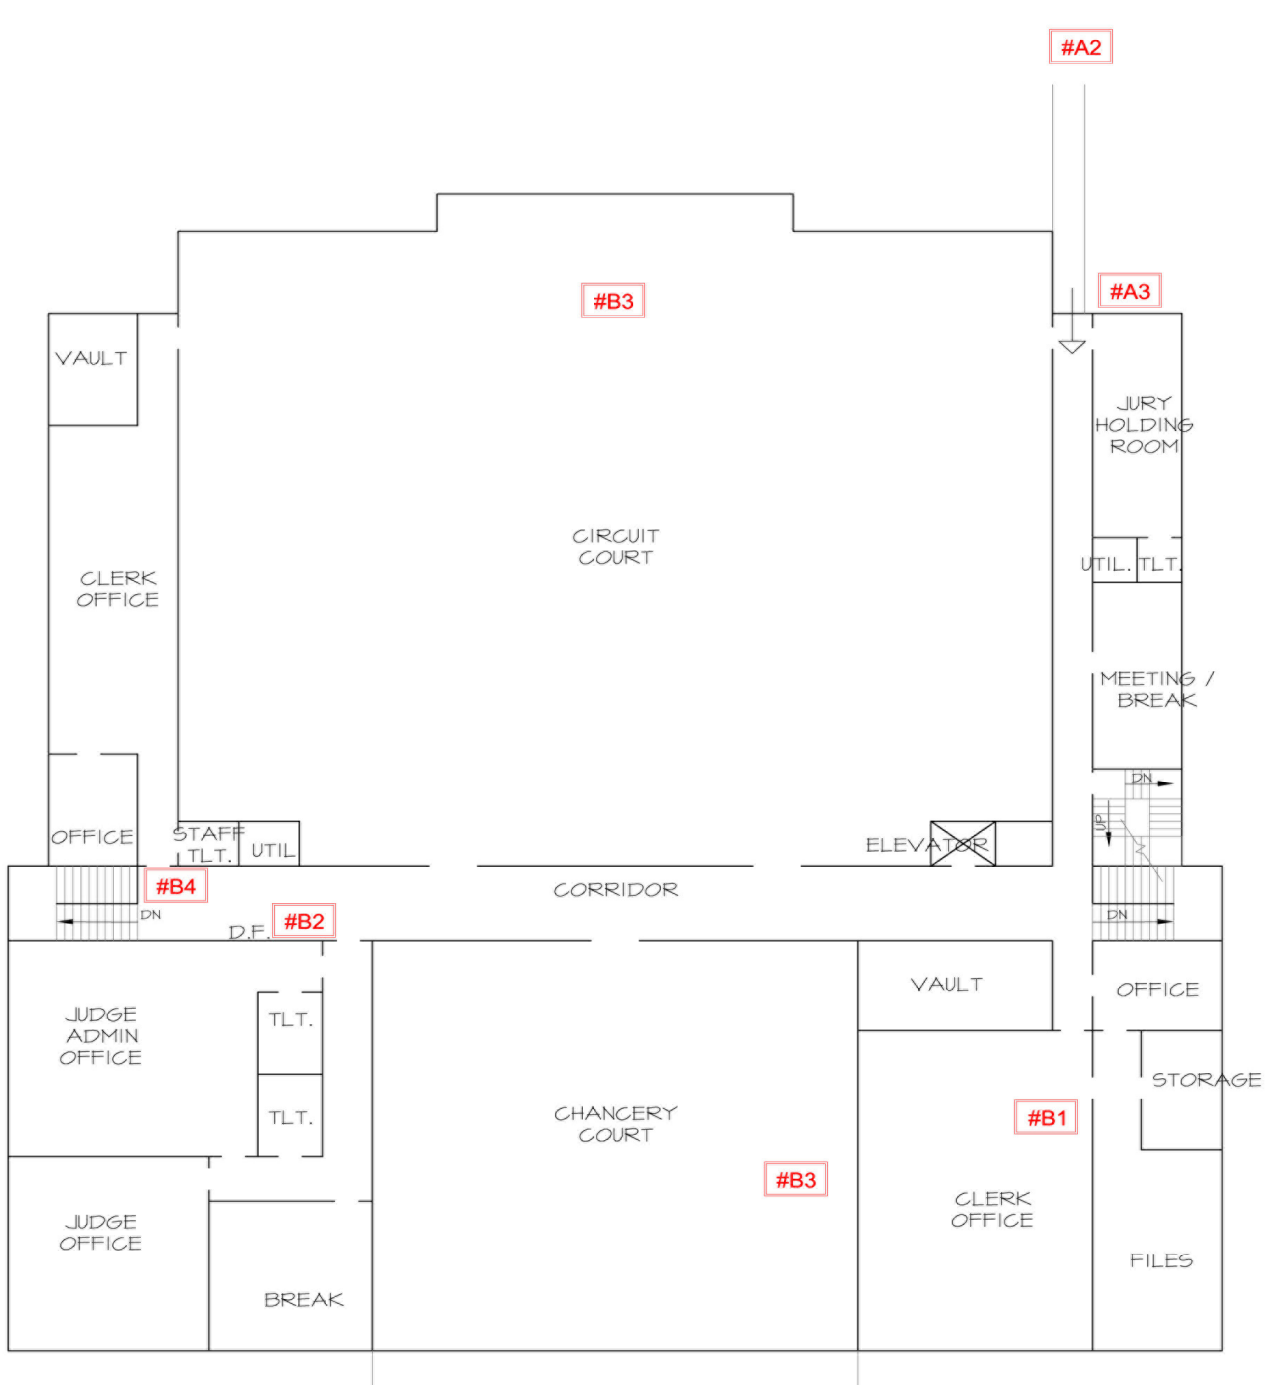 #A2
#A3
#B3
VAULT
JURY
HOLDING
ROOM
CIRCUIT
COURT
UTIL.
TLT.
CLERK
OFFICE
MEETING /
BREAK
DN
UP
OFFICE
STAFF
TLT.
UTIL
ELEVATOR
#B4
CORRIDOR
DN
#B2
D.F.
DN
JUDGE
ADMIN
OFFICE
TLT.
VAULT
OFFICE
STORAGE
TLT.
CHANCERY
COURT
#B1
#B3
JUDGE
OFFICE
CLERK
OFFICE
FILES
BREAK